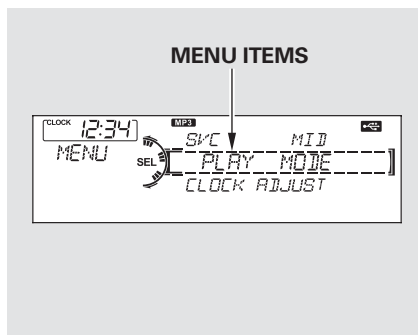 MENU ITEMS
CLOCK 12:34 MP3
SVC MID
MENU SEL PLAY MODE
CLOCK ADJUST